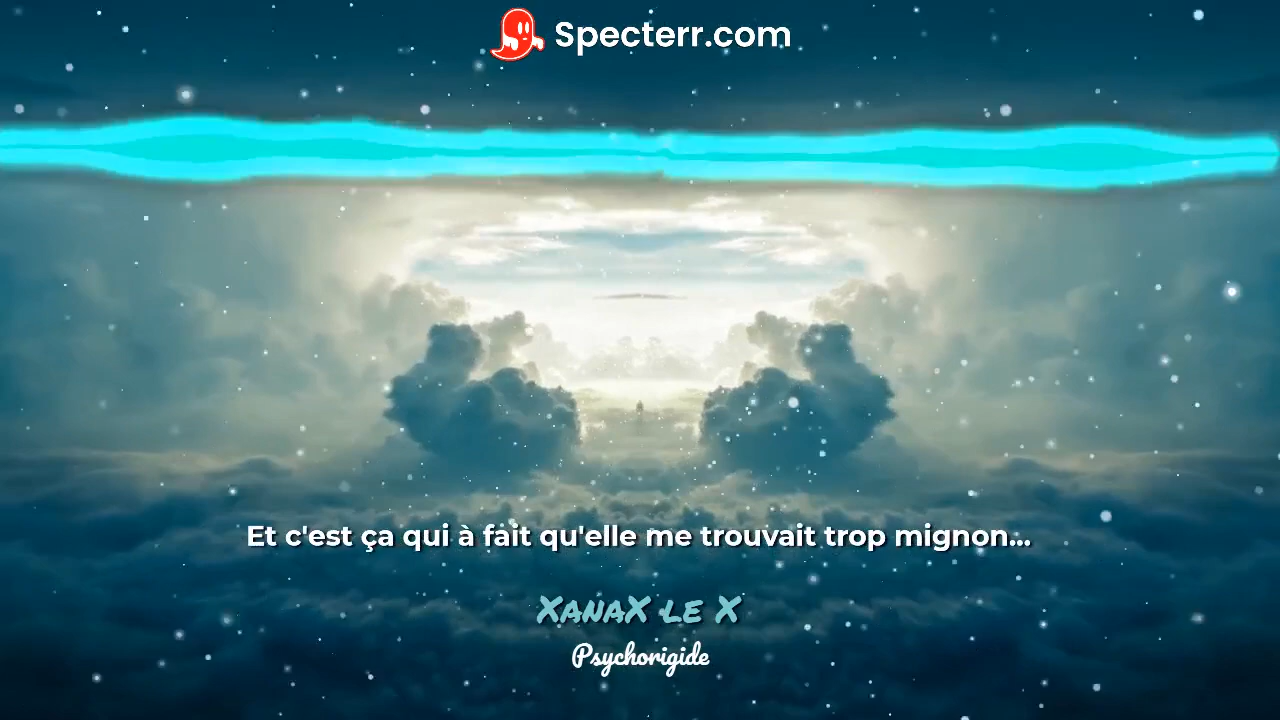 Specterr.com
Et c'est ça qui à fait qu'elle me trouvait trop mignon...
XanaX le X
Psychorigide